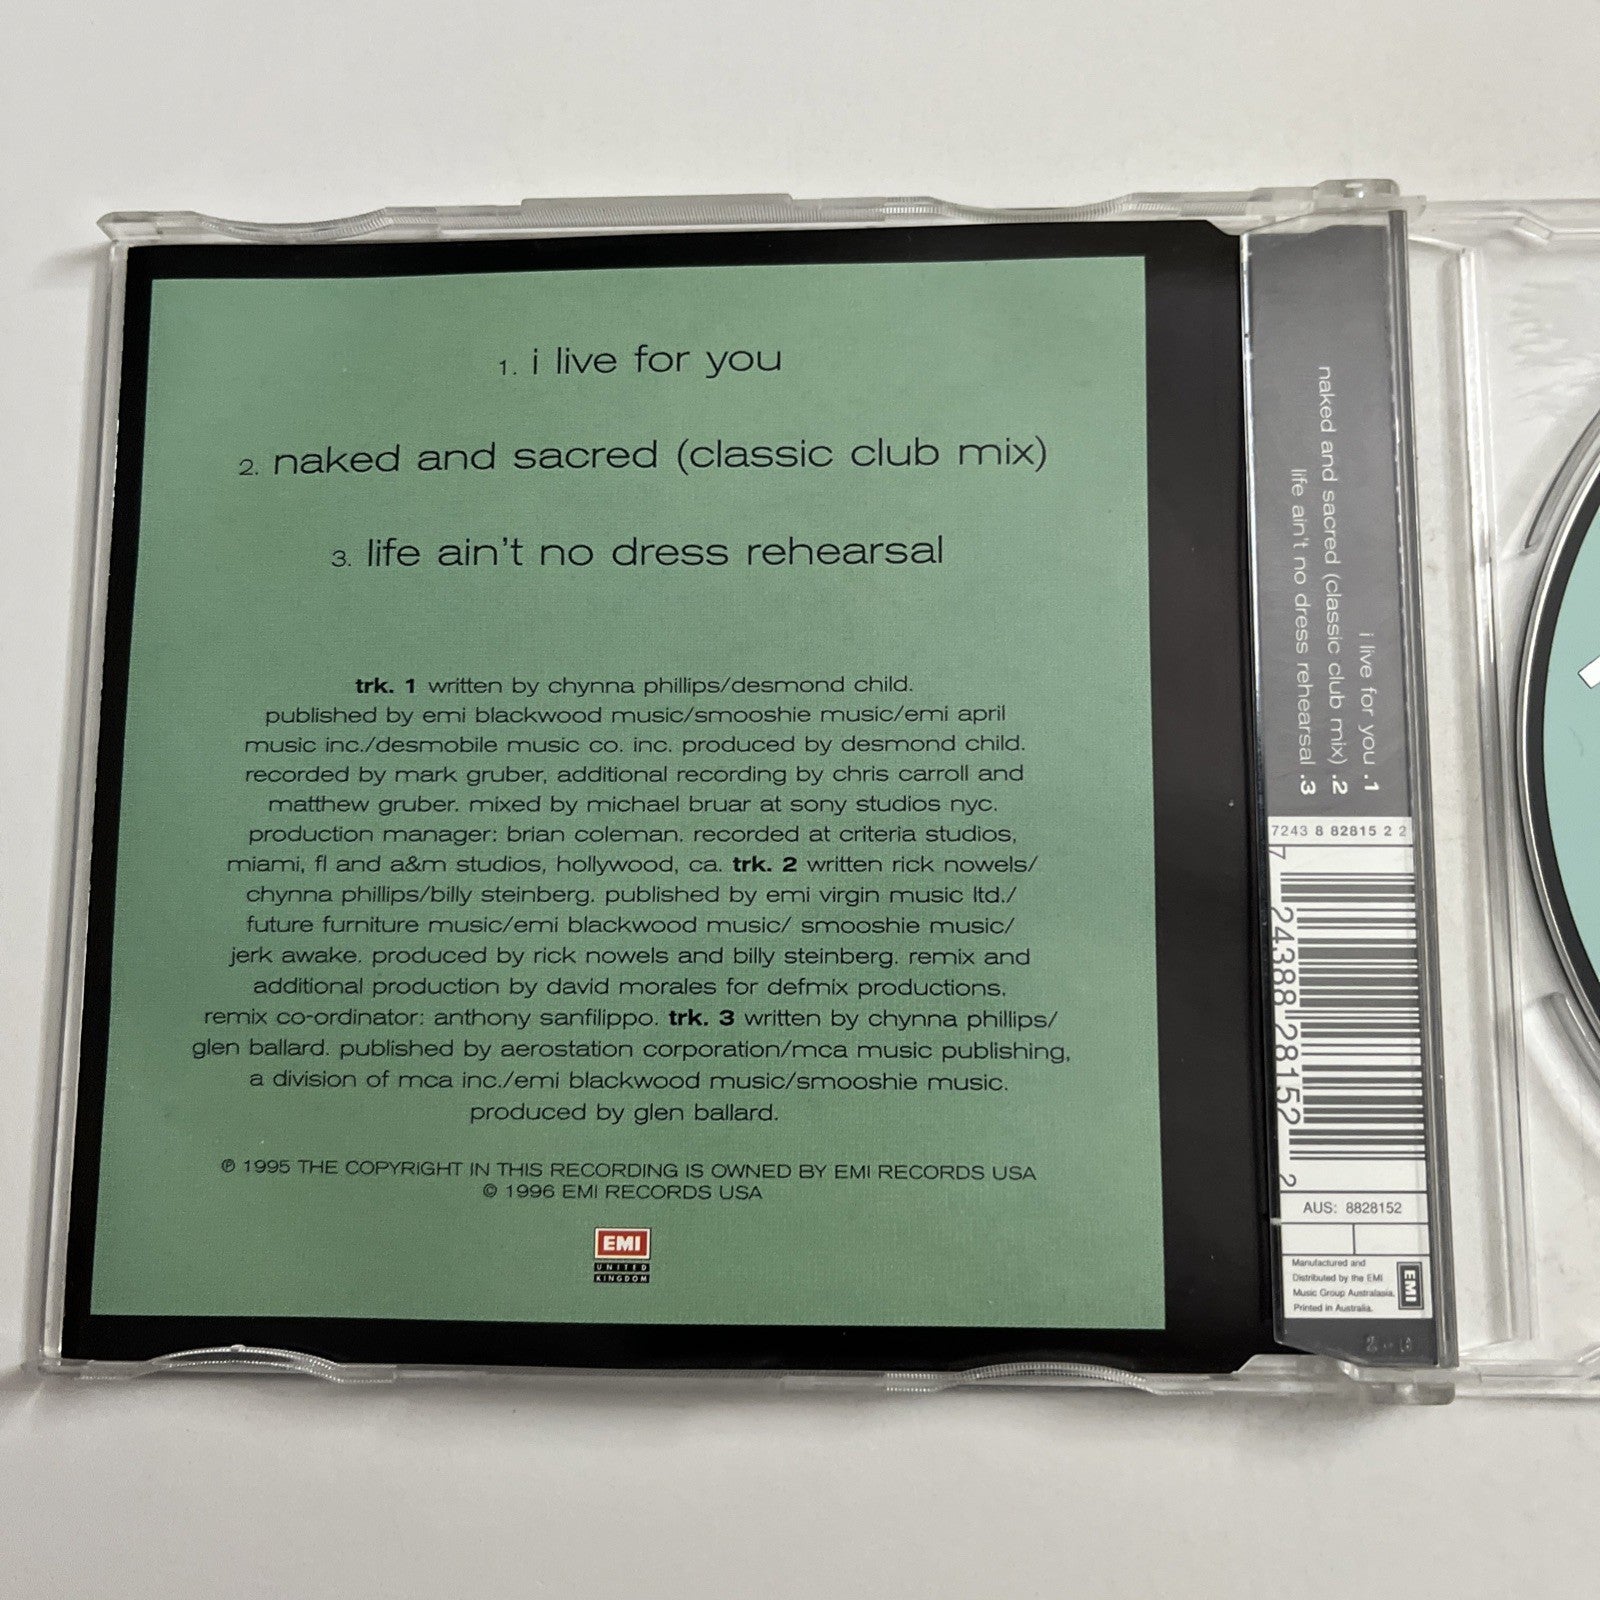 1. i live for you
2. naked and sacred (classic club mix)
3. life ain't no dress rehearsal
trk. 1 written by chynna phillips/desmond child.
published by emi blackwood music/smooshie music/emi april
music inc./desmobile music co. inc. produced by desmond child.
recorded by mark gruber, additional recording by chris carroll and
matthew gruber. mixed by michael bruar at sony studios nyc.
production manager: brian coleman. recorded at criteria studios,
miami, fl and a&m studios, hollywood, ca. trk. 2 written rick nowels/
chynna phillips/billy steinberg. published by emi virgin music ltd./
future furniture music/emi blackwood music/ smooshie music/
jerk awake. produced by rick nowels and billy steinberg. remix and
additional production by david morales for defmix productions.
remix co-ordinator: anthony sanfilippo. trk. 3 written by chynna phillips/
glen ballard. published by aerostation corporation/mca music publishing,
a division of mca inc./emi blackwood music/smooshie music.
produced by glen ballard.
℗ 1995 THE COPYRIGHT IN THIS RECORDING IS OWNED BY EMI RECORDS USA
© 1996 EMI RECORDS USA
EMI
UNITED
KINGDOM
i live for you .1
naked and sacred (classic club mix) .2
life ain't no dress rehearsal .3
7243 8 82815 2 2
7 24388 28152 2
AUS: 8828152
Manufactured and
Distributed by the EMI
Music Group Australasia.
Printed in Australia.
EMI